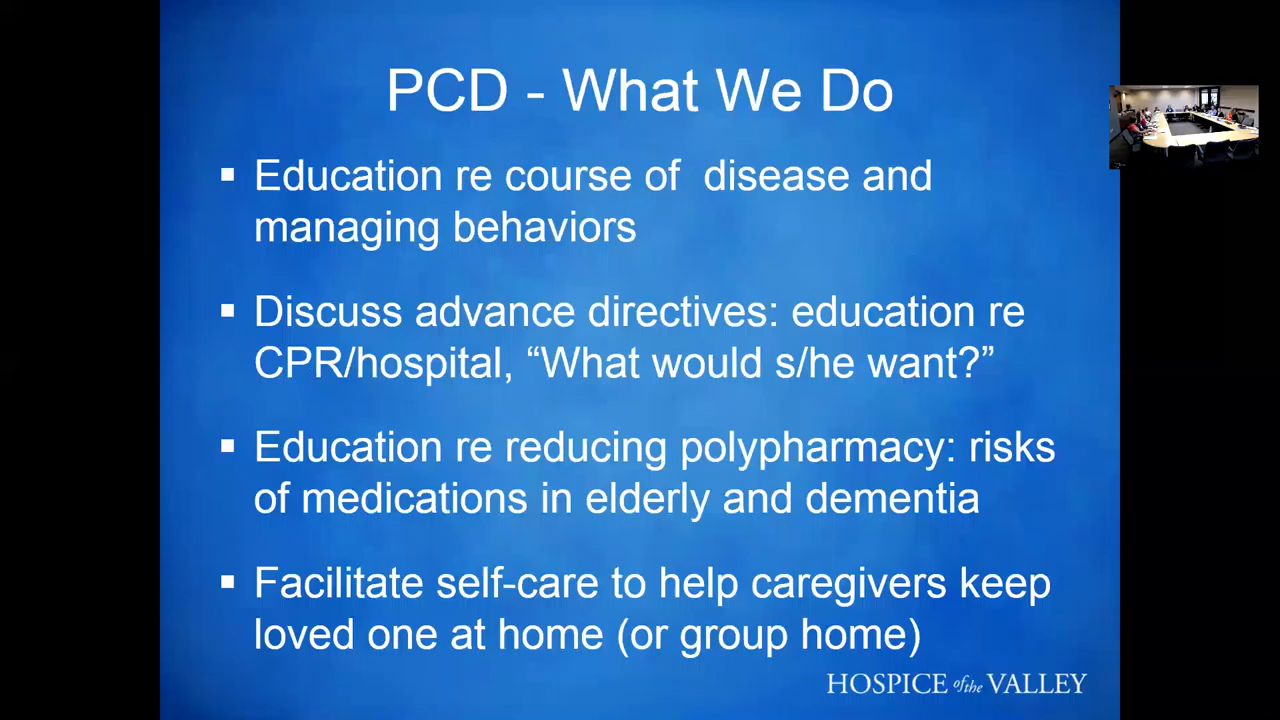 PCD - What We Do
▪ Education re course of  disease and
managing behaviors
▪ Discuss advance directives: education re
CPR/hospital, “What would s/he want?”
▪ Education re reducing polypharmacy: risks
of medications in elderly and dementia
▪ Facilitate self-care to help caregivers keep
loved one at home (or group home)
HOSPICE of the VALLEY